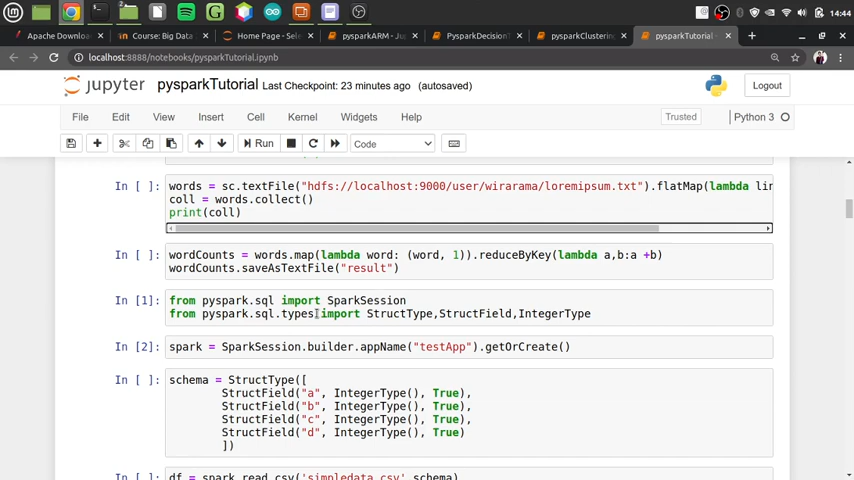 14:44
Apache Downloa
Course: Big Data
Home Page - Sele
pysparkARM - Ju
PysparkDecisionT
pysparkClustering
pysparkTutorial -
localhost:8888/notebooks/pysparkTutorial.ipynb
jupyter pysparkTutorial Last Checkpoint: 23 minutes ago (autosaved) Logout
File Edit View Insert Cell Kernel Widgets Help Trusted Python 3
Run Code
In [ ]: words = sc.textFile("hdfs://localhost:9000/user/wirarama/loremipsum.txt").flatMap(lambda lin
coll = words.collect()
print(coll)
In [ ]: wordCounts = words.map(lambda word: (word, 1)).reduceByKey(lambda a,b:a +b)
wordCounts.saveAsTextFile("result")
In [1]: from pyspark.sql import SparkSession
from pyspark.sql.types import StructType,StructField,IntegerType
In [2]: spark = SparkSession.builder.appName("testApp").getOrCreate()
In [ ]: schema = StructType([
StructField("a", IntegerType(), True),
StructField("b", IntegerType(), True),
StructField("c", IntegerType(), True),
StructField("d", IntegerType(), True)
])
df = spark.read.csv('simpledata.csv',schema)